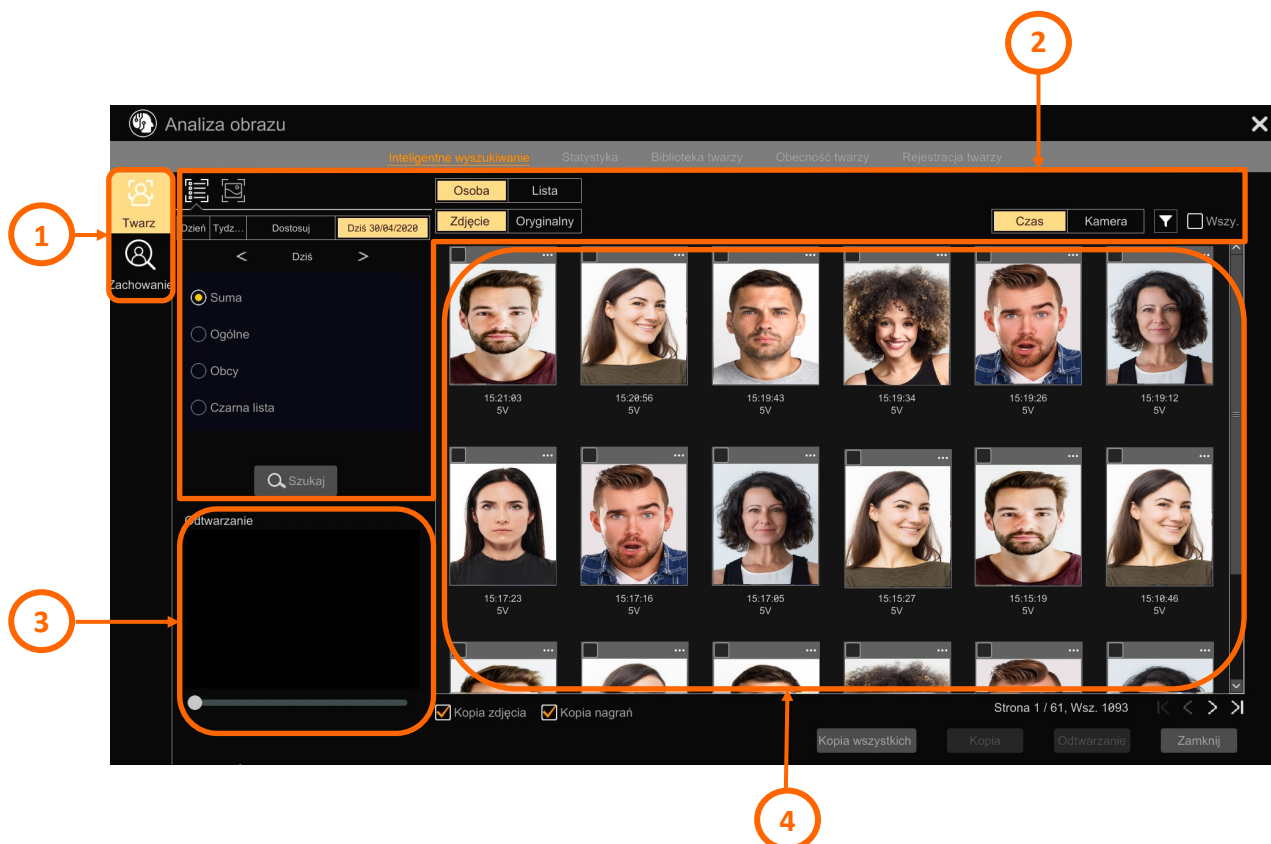 2
Analiza obrazu
Inteligentne wyszukiwanie Statystyka Biblioteka twarzy Obecność twarzy Rejestracja twarzy
Osoba Lista
Twarz
Dzień Tydz... Dostosuj Dziś 30/04/2020
Zdjęcie Oryginalny
Czas Kamera Wszy.
1
< Dziś >
Zachowanie
Suma
Ogólne
Obcy
Czarna lista
Szukaj
15:21:03 15:20:56 15:19:43 15:19:34 15:19:26 15:19:12
5V 5V 5V 5V 5V 5V
Odtwarzanie
15:17:23 15:17:16 15:17:05 15:15:27 15:15:19 15:10:46
5V 5V 5V 5V 5V 5V
3
Kopia zdjęcia Kopia nagrań Strona 1 / 61, Wsz. 1093
Kopia wszystkich Kopia Odtwarzanie Zamknij
4